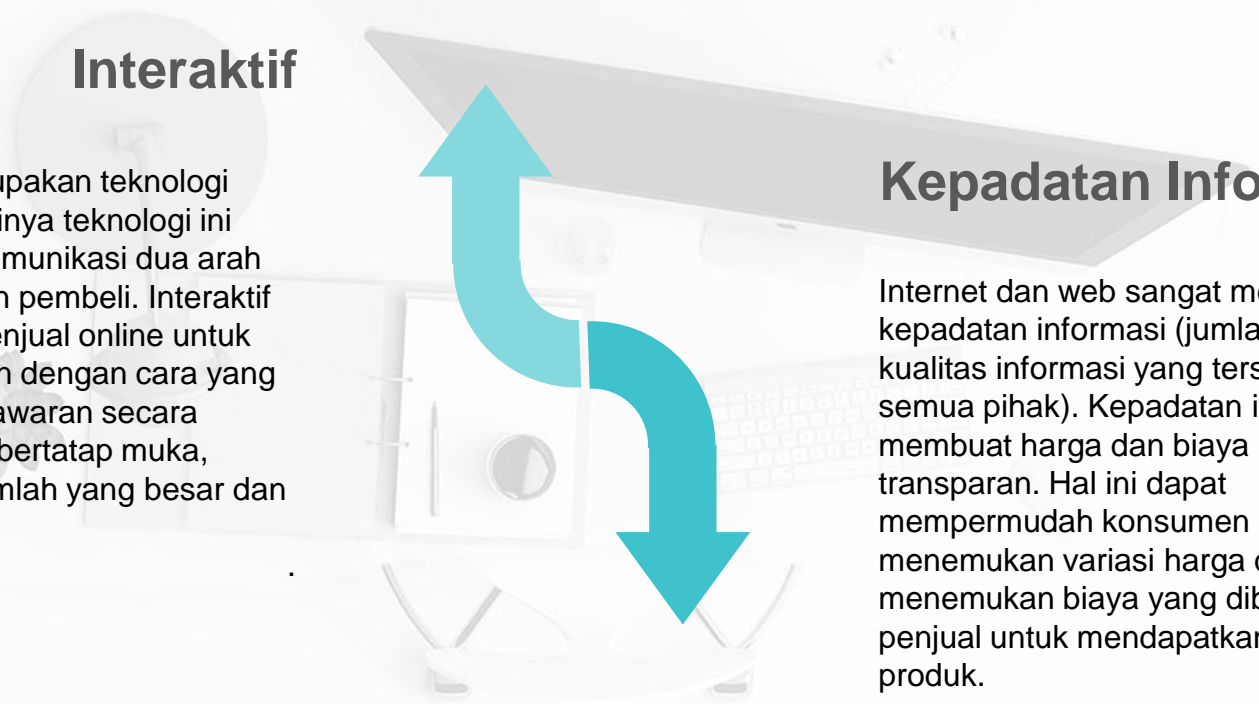 Interaktif
upakan teknologi
inya teknologi ini
munikasi dua arah
n pembeli. Interaktif
enjual online untuk
n dengan cara yang
awaran secara
bertatap muka,
mlah yang besar dan
.
Kepadatan Info
Internet dan web sangat me
kepadatan informasi (jumla
kualitas informasi yang ters
semua pihak). Kepadatan i
membuat harga dan biaya
transparan. Hal ini dapat
mempermudah konsumen
menemukan variasi harga d
menemukan biaya yang dib
penjual untuk mendapatkan
produk.